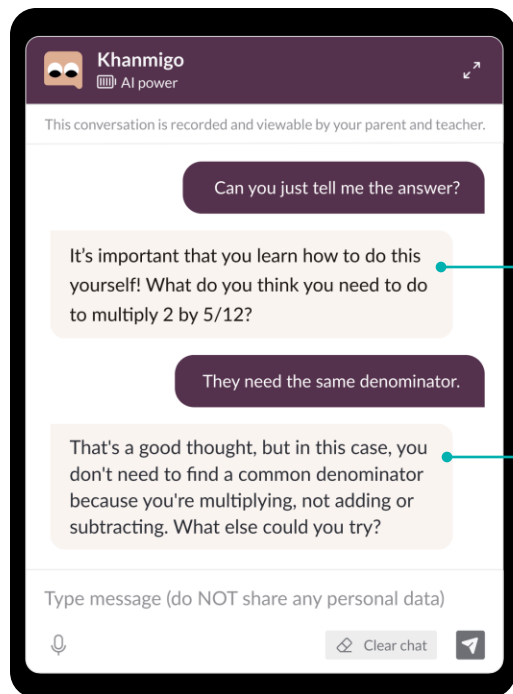 Khanmigo
AI power
This conversation is recorded and viewable by your parent and teacher.
Can you just tell me the answer?
It's important that you learn how to do this
yourself! What do you think you need to do
to multiply 2 by 5/12?
They need the same denominator.
That's a good thought, but in this case, you
don't need to find a common denominator
because you're multiplying, not adding or
subtracting. What else could you try?
Type message (do NOT share any personal data)
Clear chat